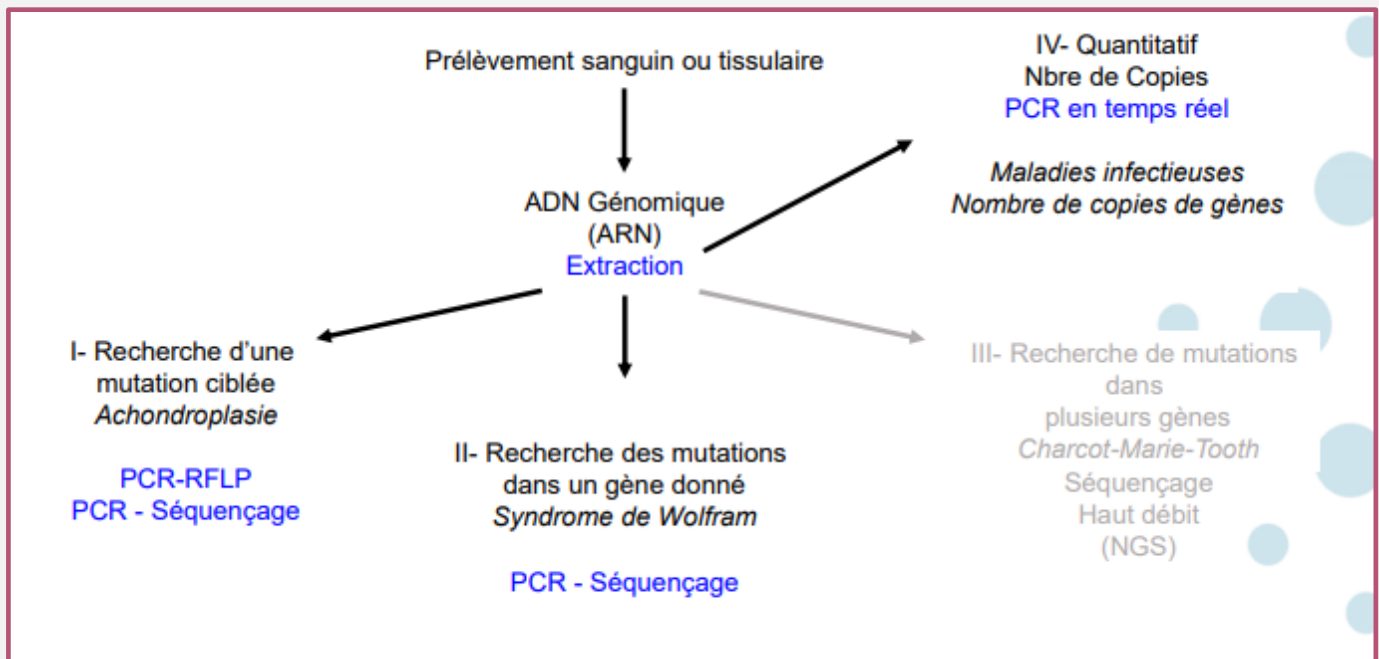 Prélèvement sanguin ou tissulaire
ADN Génomique
(ARN)
Extraction
I- Recherche d'une
mutation ciblée
Achondroplasie
PCR-RFLP
PCR - Séquençage
II- Recherche des mutations
dans un gène donné
Syndrome de Wolfram
PCR - Séquençage
III- Recherche de mutations
dans
plusieurs gènes
Charcot-Marie-Tooth
Séquençage
Haut débit
(NGS)
IV- Quantitatif
Nbre de Copies
PCR en temps réel
Maladies infectieuses
Nombre de copies de gènes